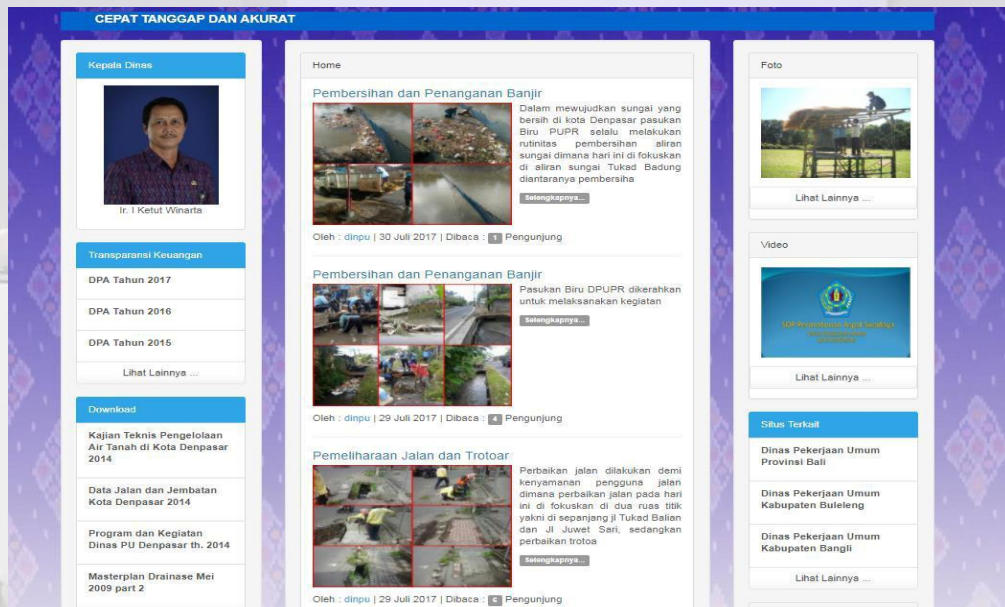 CEPAT TANGGAP DAN AKURAT
Kepala Dinas
Ir. I Ketut Winarta
Transparansi Keuangan
DPA Tahun 2017
DPA Tahun 2016
DPA Tahun 2015
Lihat Lainnya ...
Download
Kajian Teknis Pengelolaan
Air Tanah di Kota Denpasar
2014
Data Jalan dan Jembatan
Kota Denpasar 2014
Program dan Kegiatan
Dinas PU Denpasar th. 2014
Masterplan Drainase Mei
2009 part 2
Home
Pembersihan dan Penanganan Banjir
Dalam mewujudkan sungai yang
bersih di kota Denpasar pasukan
Biru PUPR selalu melakukan
rutinitas pembersihan aliran
sungai dimana hari ini di fokuskan
di aliran sungai Tukad Badung
diantaranya pembersiha
Selengkapnya...
Oleh : dinpu | 30 Juli 2017 | Dibaca : 1 Pengunjung
Pembersihan dan Penanganan Banjir
Pasukan Biru DPUPR dikerahkan
untuk melaksanakan kegiatan
Selengkapnya...
Oleh : dinpu | 29 Juli 2017 | Dibaca : 4 Pengunjung
Pemeliharaan Jalan dan Trotoar
Perbaikan jalan dilakukan demi
kenyamanan pengguna jalan
dimana perbaikan jalan pada hari
ini di fokuskan di dua ruas titik
yakni di sepanjang jl Tukad Balian
dan Jl Juwet Sari, sedangkan
perbaikan trotoa
Selengkapnya...
Oleh : dinpu | 29 Juli 2017 | Dibaca : 6 Pengunjung
Foto
Lihat Lainnya ...
Video
Lihat Lainnya ...
Situs Terkait
Dinas Pekerjaan Umum
Provinsi Bali
Dinas Pekerjaan Umum
Kabupaten Buleleng
Dinas Pekerjaan Umum
Kabupaten Bangli
Lihat Lainnya ...